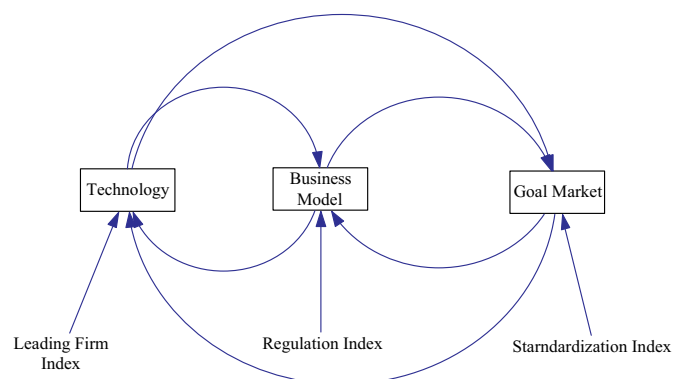 Technology
Business
Model
Goal Market
Leading Firm
Index
Regulation Index
Starndardization Index